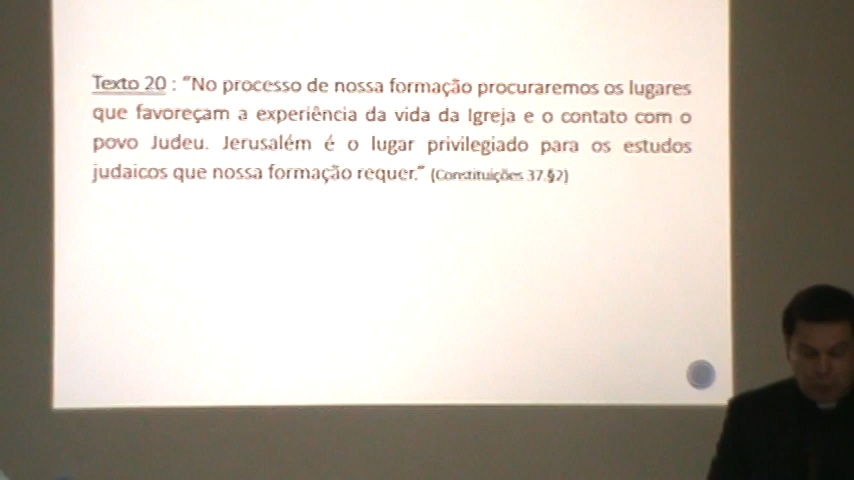 Texto 20 : "No processo de nossa formação procuraremos os lugares
que favoreçam a experiência da vida da Igreja e o contato com o
povo Judeu. Jerusalém é o lugar privilegiado para os estudos
judaicos que nossa formação requer." (Constituições 37.§2)